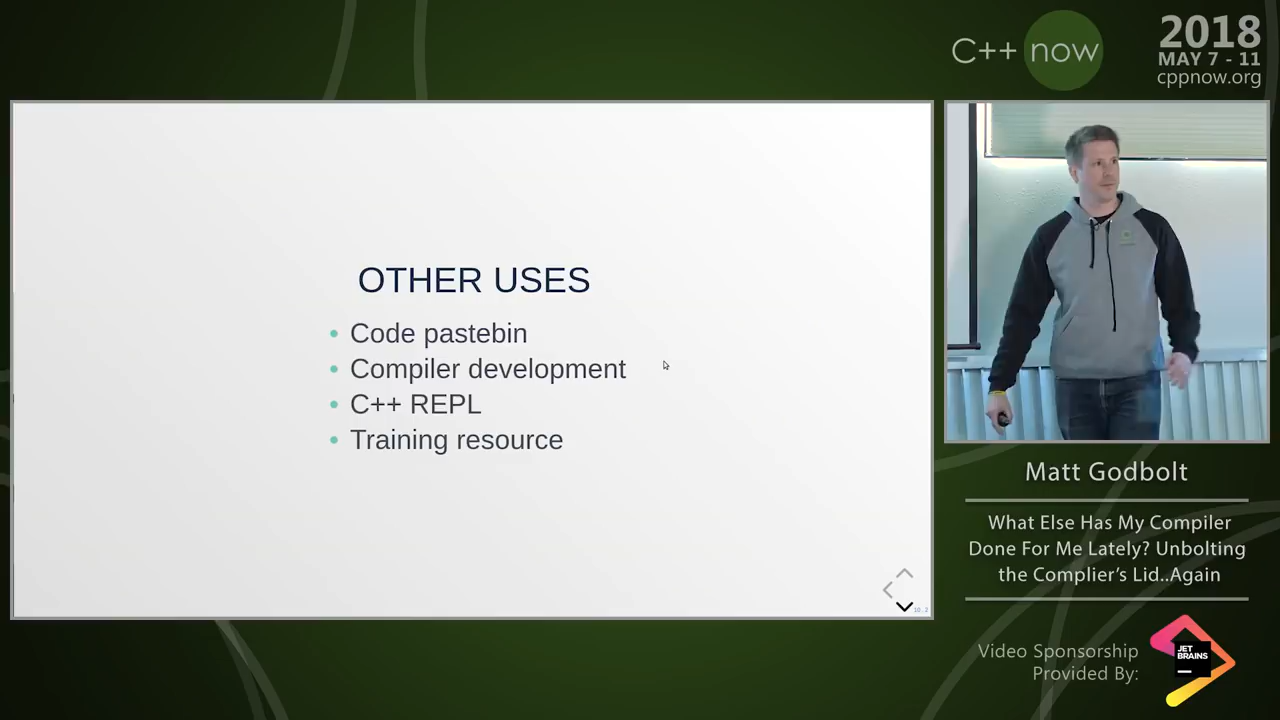 C++ now
2018
MAY 7 - 11
cppnow.org
OTHER USES
• Code pastebin
• Compiler development
• C++ REPL
• Training resource
10.2
Matt Godbolt
What Else Has My Compiler
Done For Me Lately? Unbolting
the Complier's Lid..Again
Video Sponsorship
Provided By:
JET
BRAINS